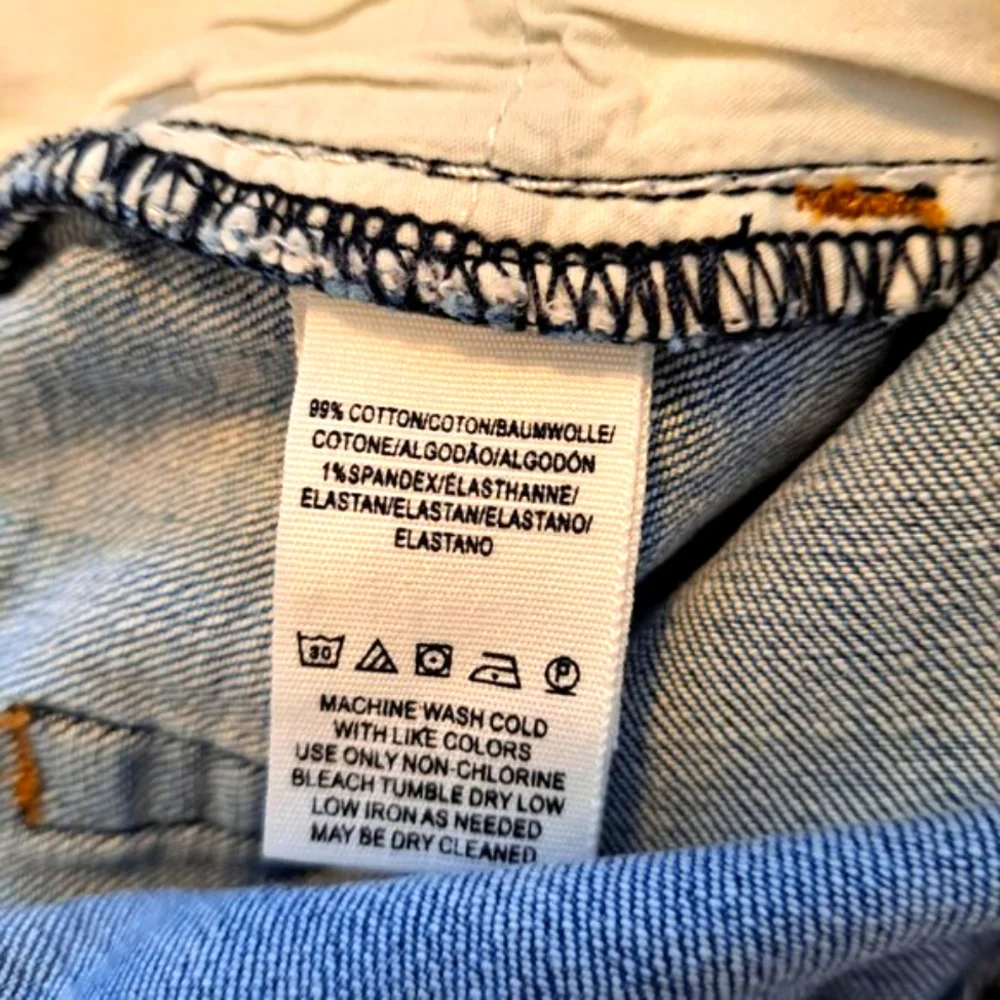 99% COTTON/COTON/BAUMWOLLE/
COTONE/ALGODÃO/ALGODÓN
1%SPANDEX/ÉLASTHANNE/
ELASTAN/ELASTAN/ELASTANO/
ELASTANO
30 P
MACHINE WASH COLD
WITH LIKE COLORS
USE ONLY NON-CHLORINE
BLEACH TUMBLE DRY LOW
LOW IRON AS NEEDED
MAY BE DRY CLEANED